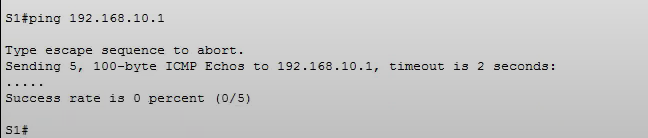 S1#ping 192.168.10.1
Type escape sequence to abort.
Sending 5, 100-byte ICMP Echos to 192.168.10.1, timeout is 2 seconds:
.....
Success rate is 0 percent (0/5)
S1#